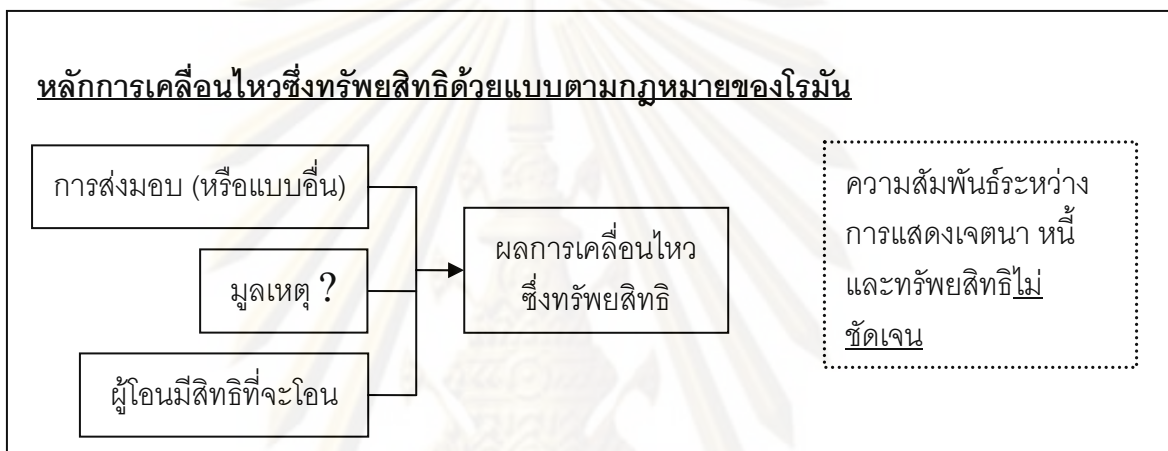 หลักการเคลื่อนไหวซึ่งทรัพยสิทธิด้วยแบบตามกฎหมายของโรมัน
การส่งมอบ (หรือแบบอื่น)
มูลเหตุ ?
ผู้โอนมีสิทธิที่จะโอน
ผลการเคลื่อนไหว
ซึ่งทรัพยสิทธิ
ความสัมพันธ์ระหว่าง
การแสดงเจตนา หนี้
และทรัพยสิทธิไม่
ชัดเจน